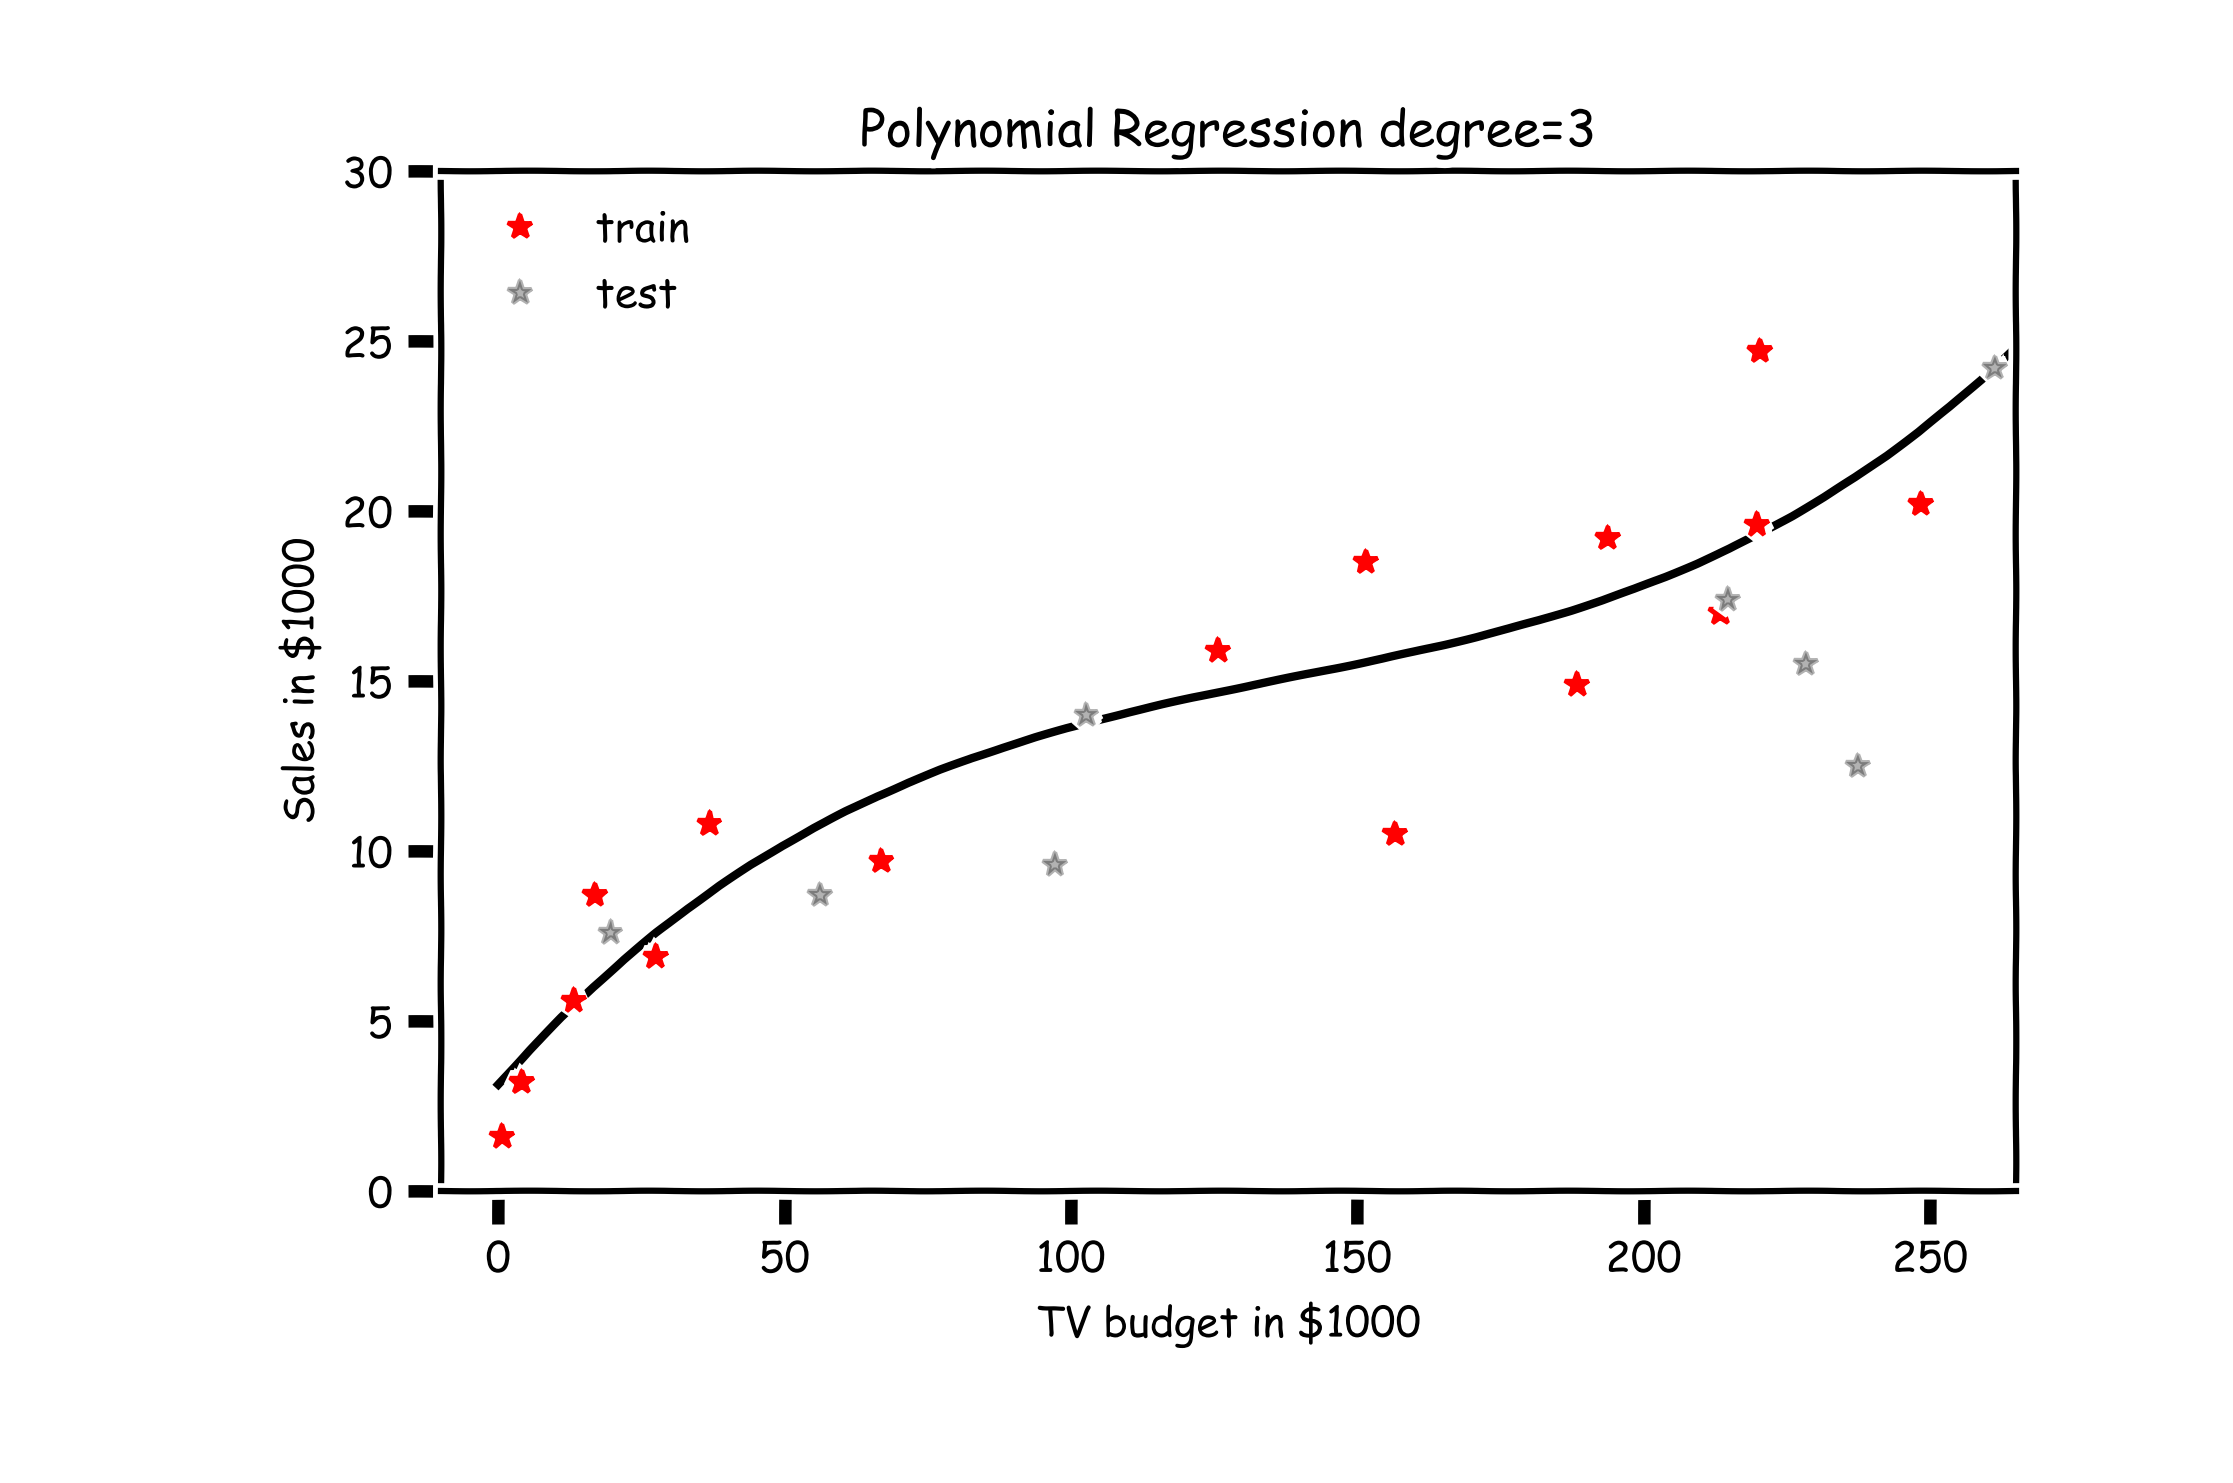 Polynomial Regression degree=3
train
test
30
25
20
15
10
5
0
Sales in $1000
0 50 100 150 200 250
TV budget in $1000